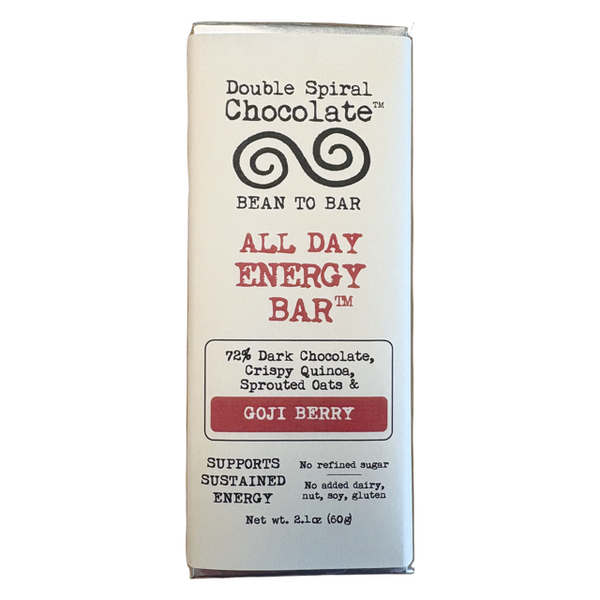 Double Spiral
Chocolate™
BEAN TO BAR
ALL DAY
ENERGY
BAR™
72% Dark Chocolate,
Crispy Quinoa,
Sprouted Oats &
GOJI BERRY
SUPPORTS
SUSTAINED
ENERGY
No refined sugar
No added dairy,
nut, soy, gluten
Net wt. 2.1oz (60g)